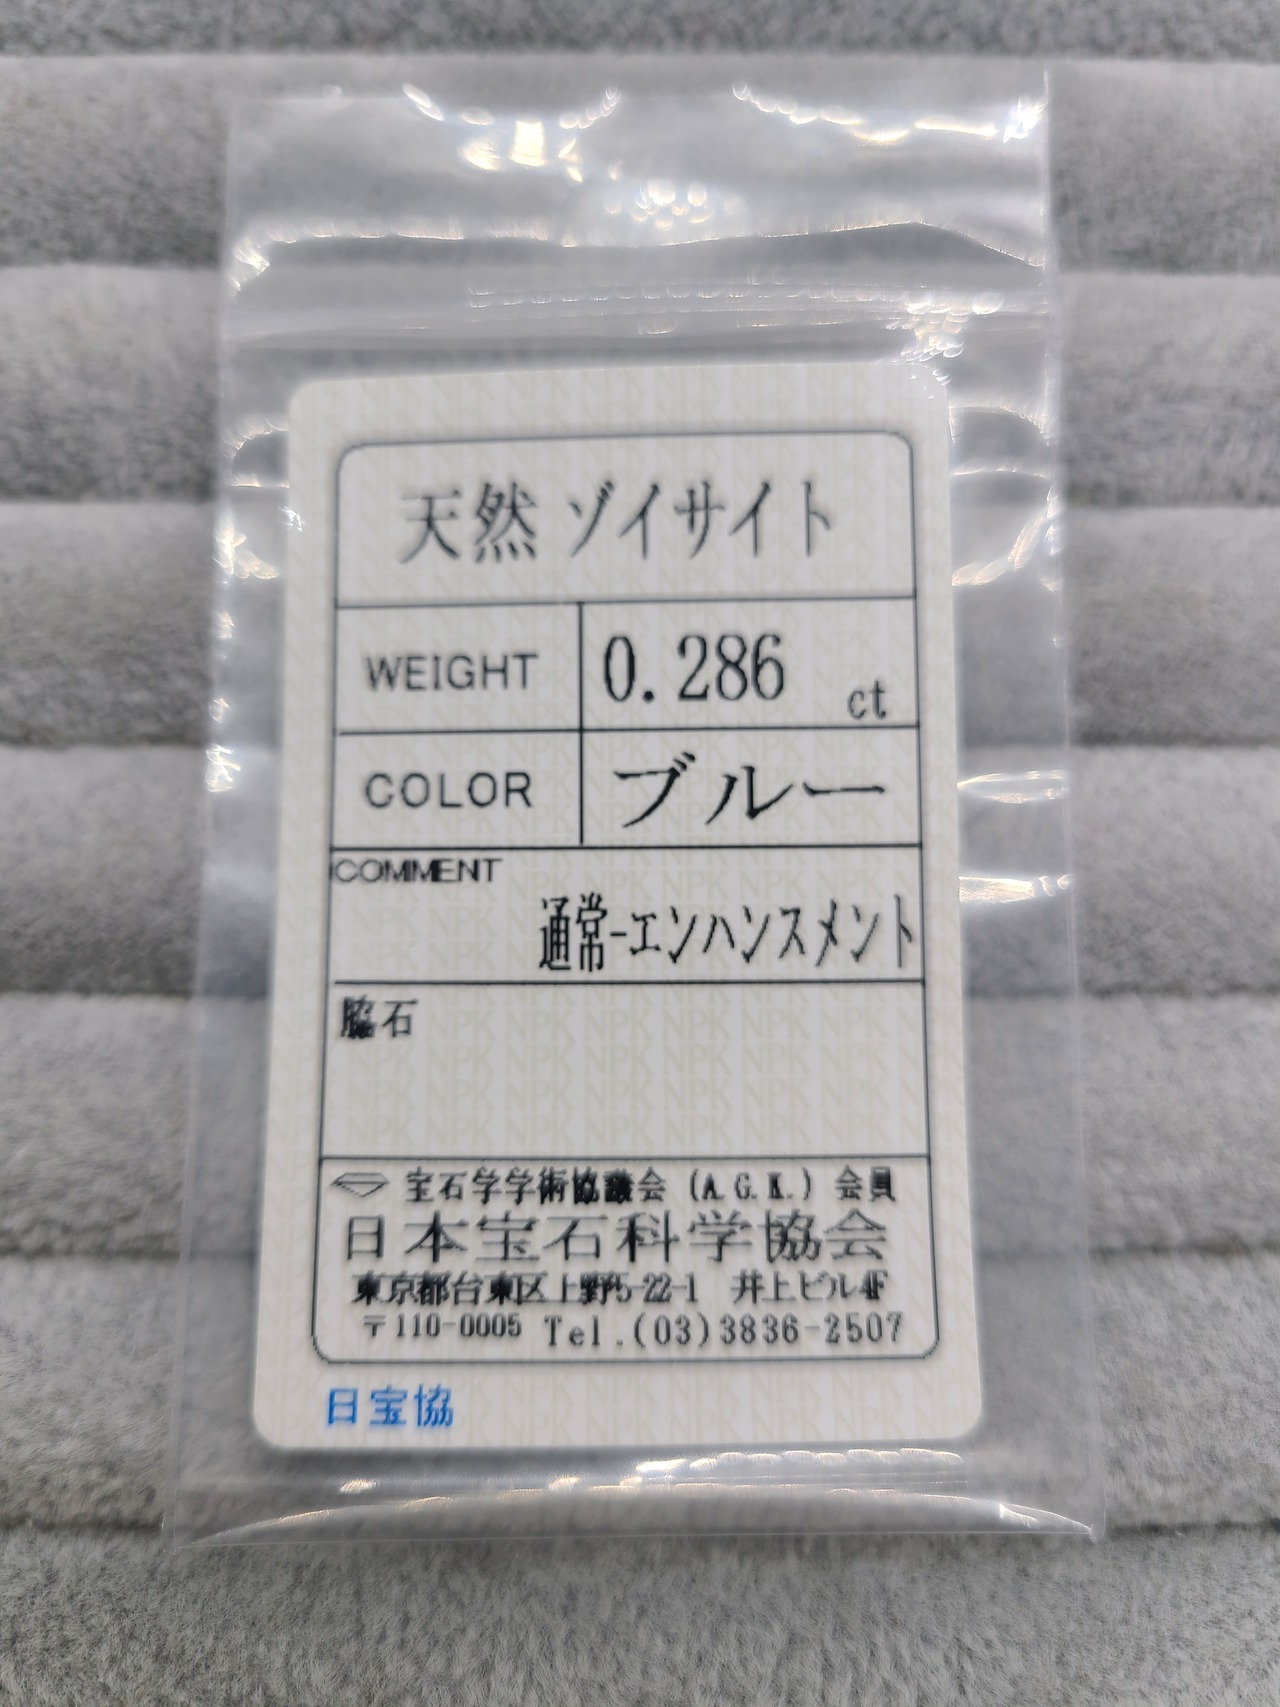 天然 ゾイサイト
WEIGHT 0.286 ct
COLOR ブルー
COMMENT
通常-エンハンスメント
脇石
宝石学学術協議会 (A.G.K.) 会員
日本宝石科学協会
東京都台東区上野5-22-1 井上ビル4F
〒110-0005 Tel.(03)3836-2507
日宝協